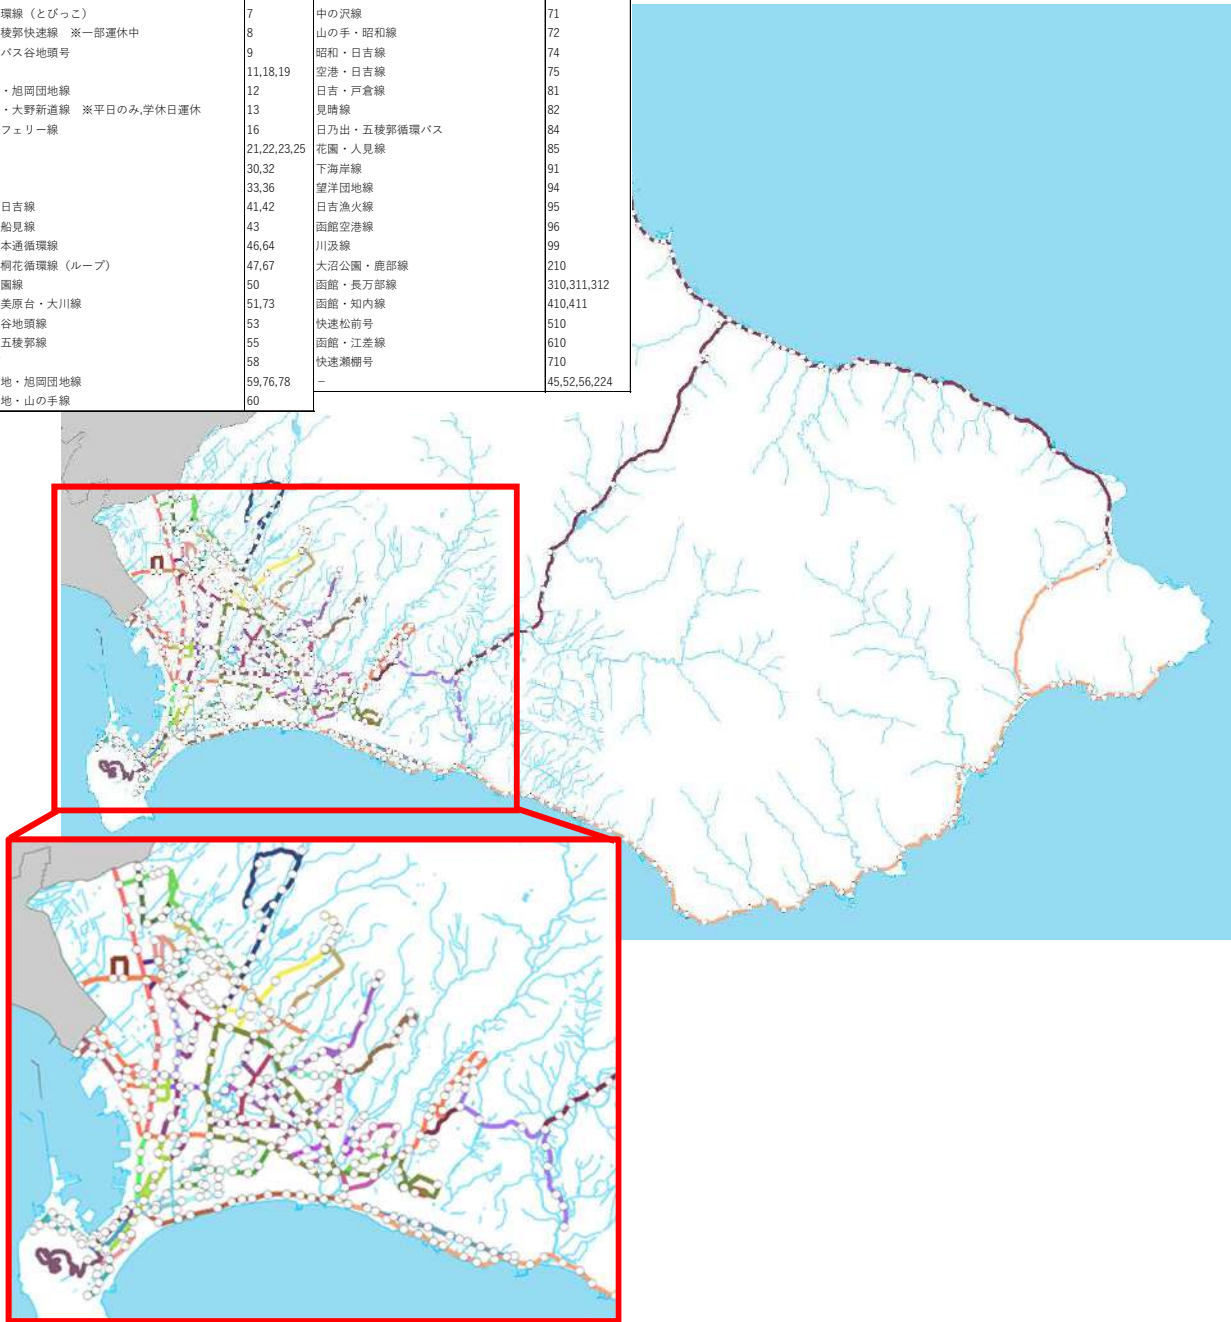 環線（とびっこ） 7 中の沢線 71
稜郭快速線　※一部運休中 8 山の手・昭和線 72
バス谷地頭号 9 昭和・日吉線 74
11,18,19 空港・日吉線 75
・旭岡団地線 12 日吉・戸倉線 81
・大野新道線　※平日のみ,学休日運休 13 見晴線 82
フェリー線 16 日乃出・五稜郭循環バス 84
21,22,23,25 花園・人見線 85
30,32 下海岸線 91
33,36 望洋団地線 94
日吉線 41,42 日吉漁火線 95
船見線 43 函館空港線 96
本通循環線 46,64 川汲線 99
桐花循環線（ループ） 47,67 大沼公園・鹿部線 210
園線 50 函館・長万部線 310,311,312
美原台・大川線 51,73 函館・知内線 410,411
谷地頭線 53 快速松前号 510
五稜郭線 55 函館・江差線 610
58 快速瀬棚号 710
地・旭岡団地線 59,76,78 － 45,52,56,224
地・山の手線 60